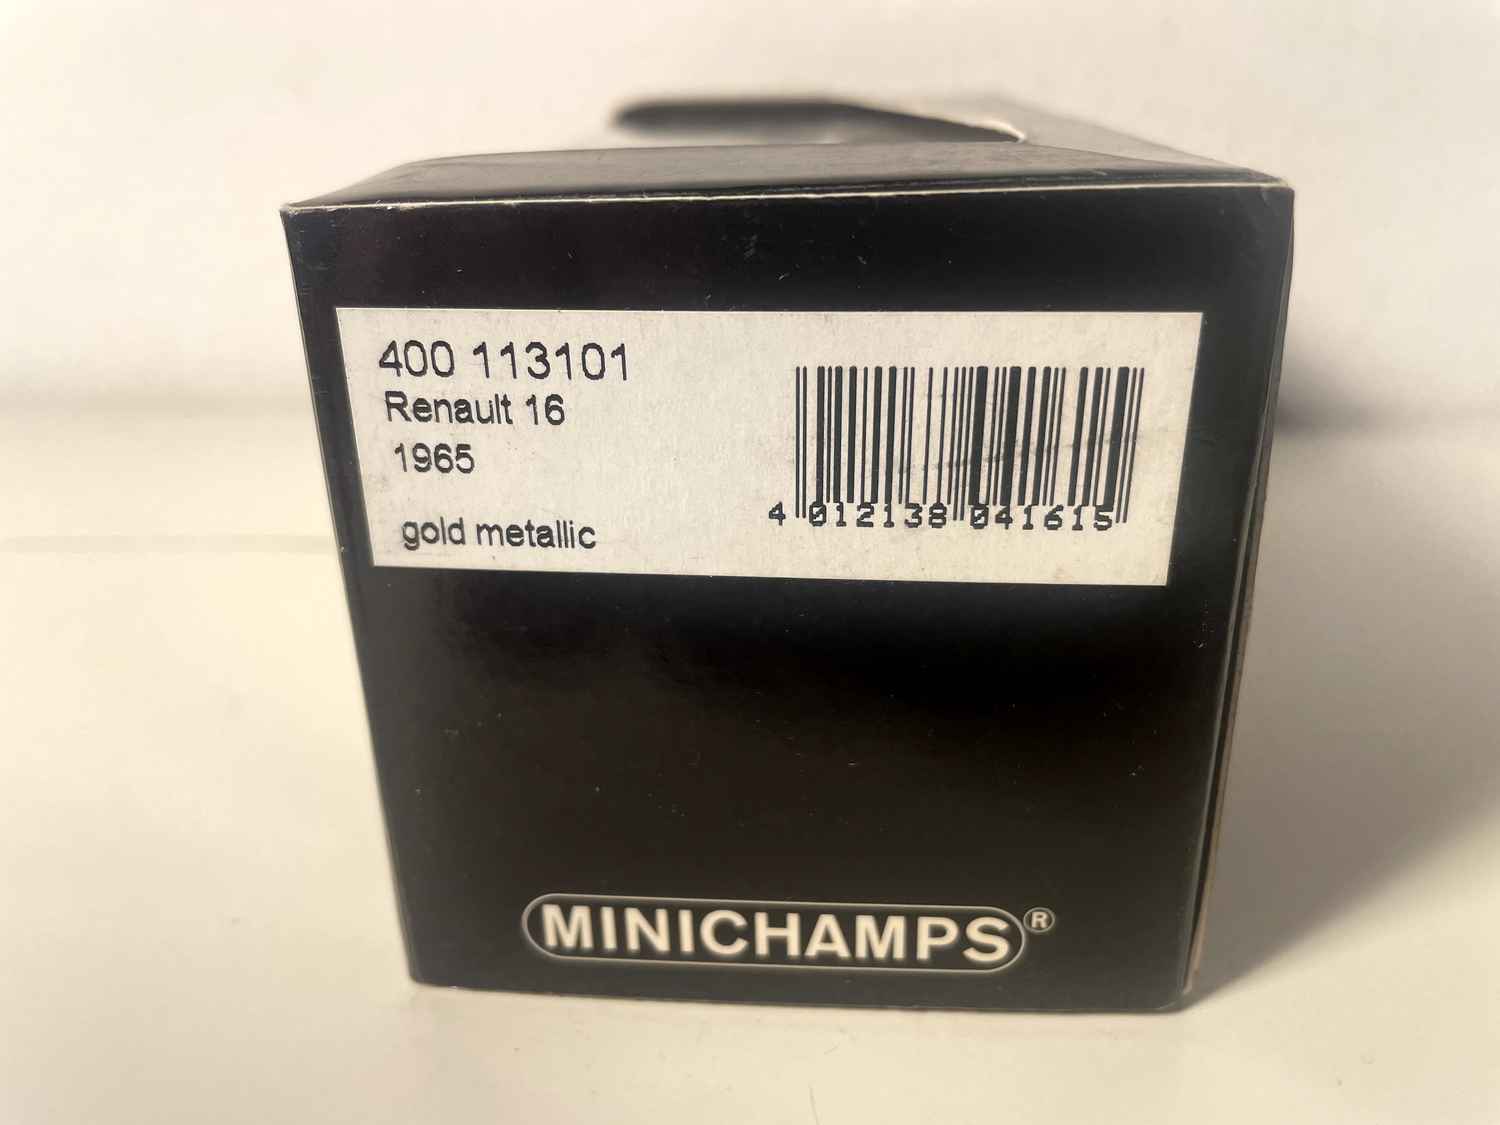 400 113101
Renault 16
1965
gold metallic
4 012138 041615
MINICHAMPS®